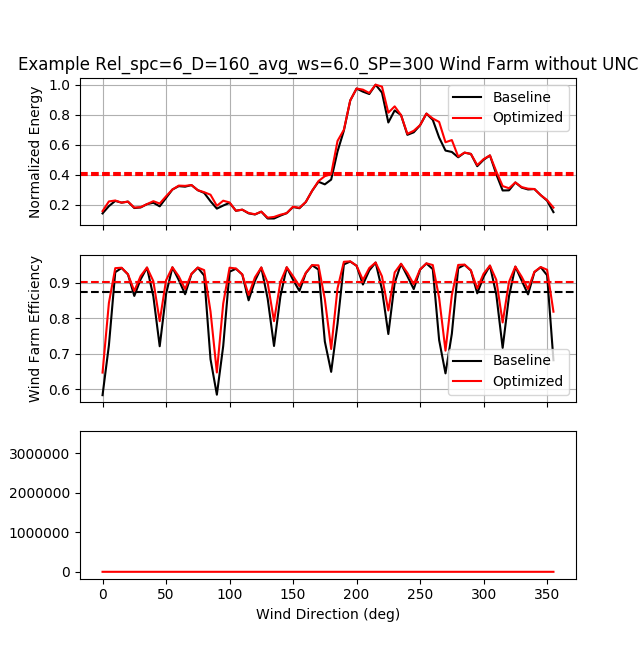 Example Rel_spc=6_D=160_avg_ws=6.0_SP=300 Wind Farm without UNC
Normalized Energy
1.0
0.8
0.6
0.4
0.2
Baseline
Optimized
Wind Farm Efficiency
0.9
0.8
0.7
0.6
Baseline
Optimized
3000000
2000000
1000000
0
0 50 100 150 200 250 300 350
Wind Direction (deg)